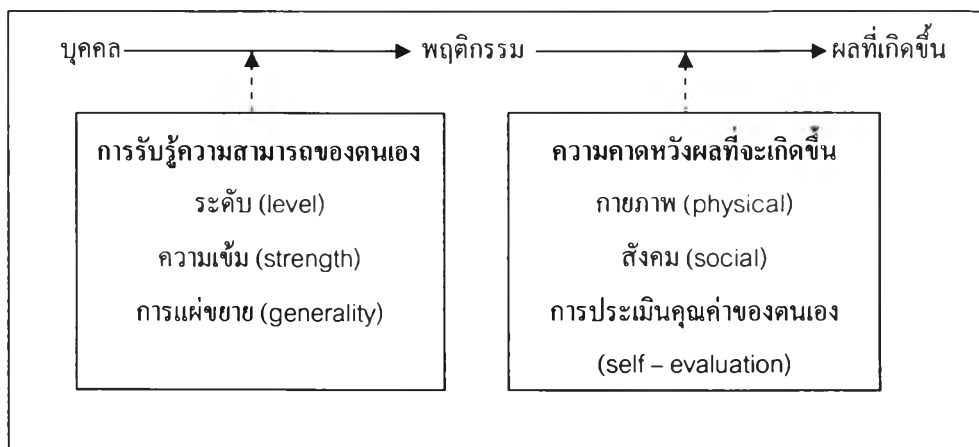 บุคคล พฤติกรรม ผลที่เกิดขึ้น
การรับรู้ความสามารถของตนเอง
ระดับ (level)
ความเข้ม (strength)
การแผ่ขยาย (generality)
ความคาดหวังผลที่จะเกิดขึ้น
กายภาพ (physical)
สังคม (social)
การประเมินคุณค่าของตนเอง
(self – evaluation)